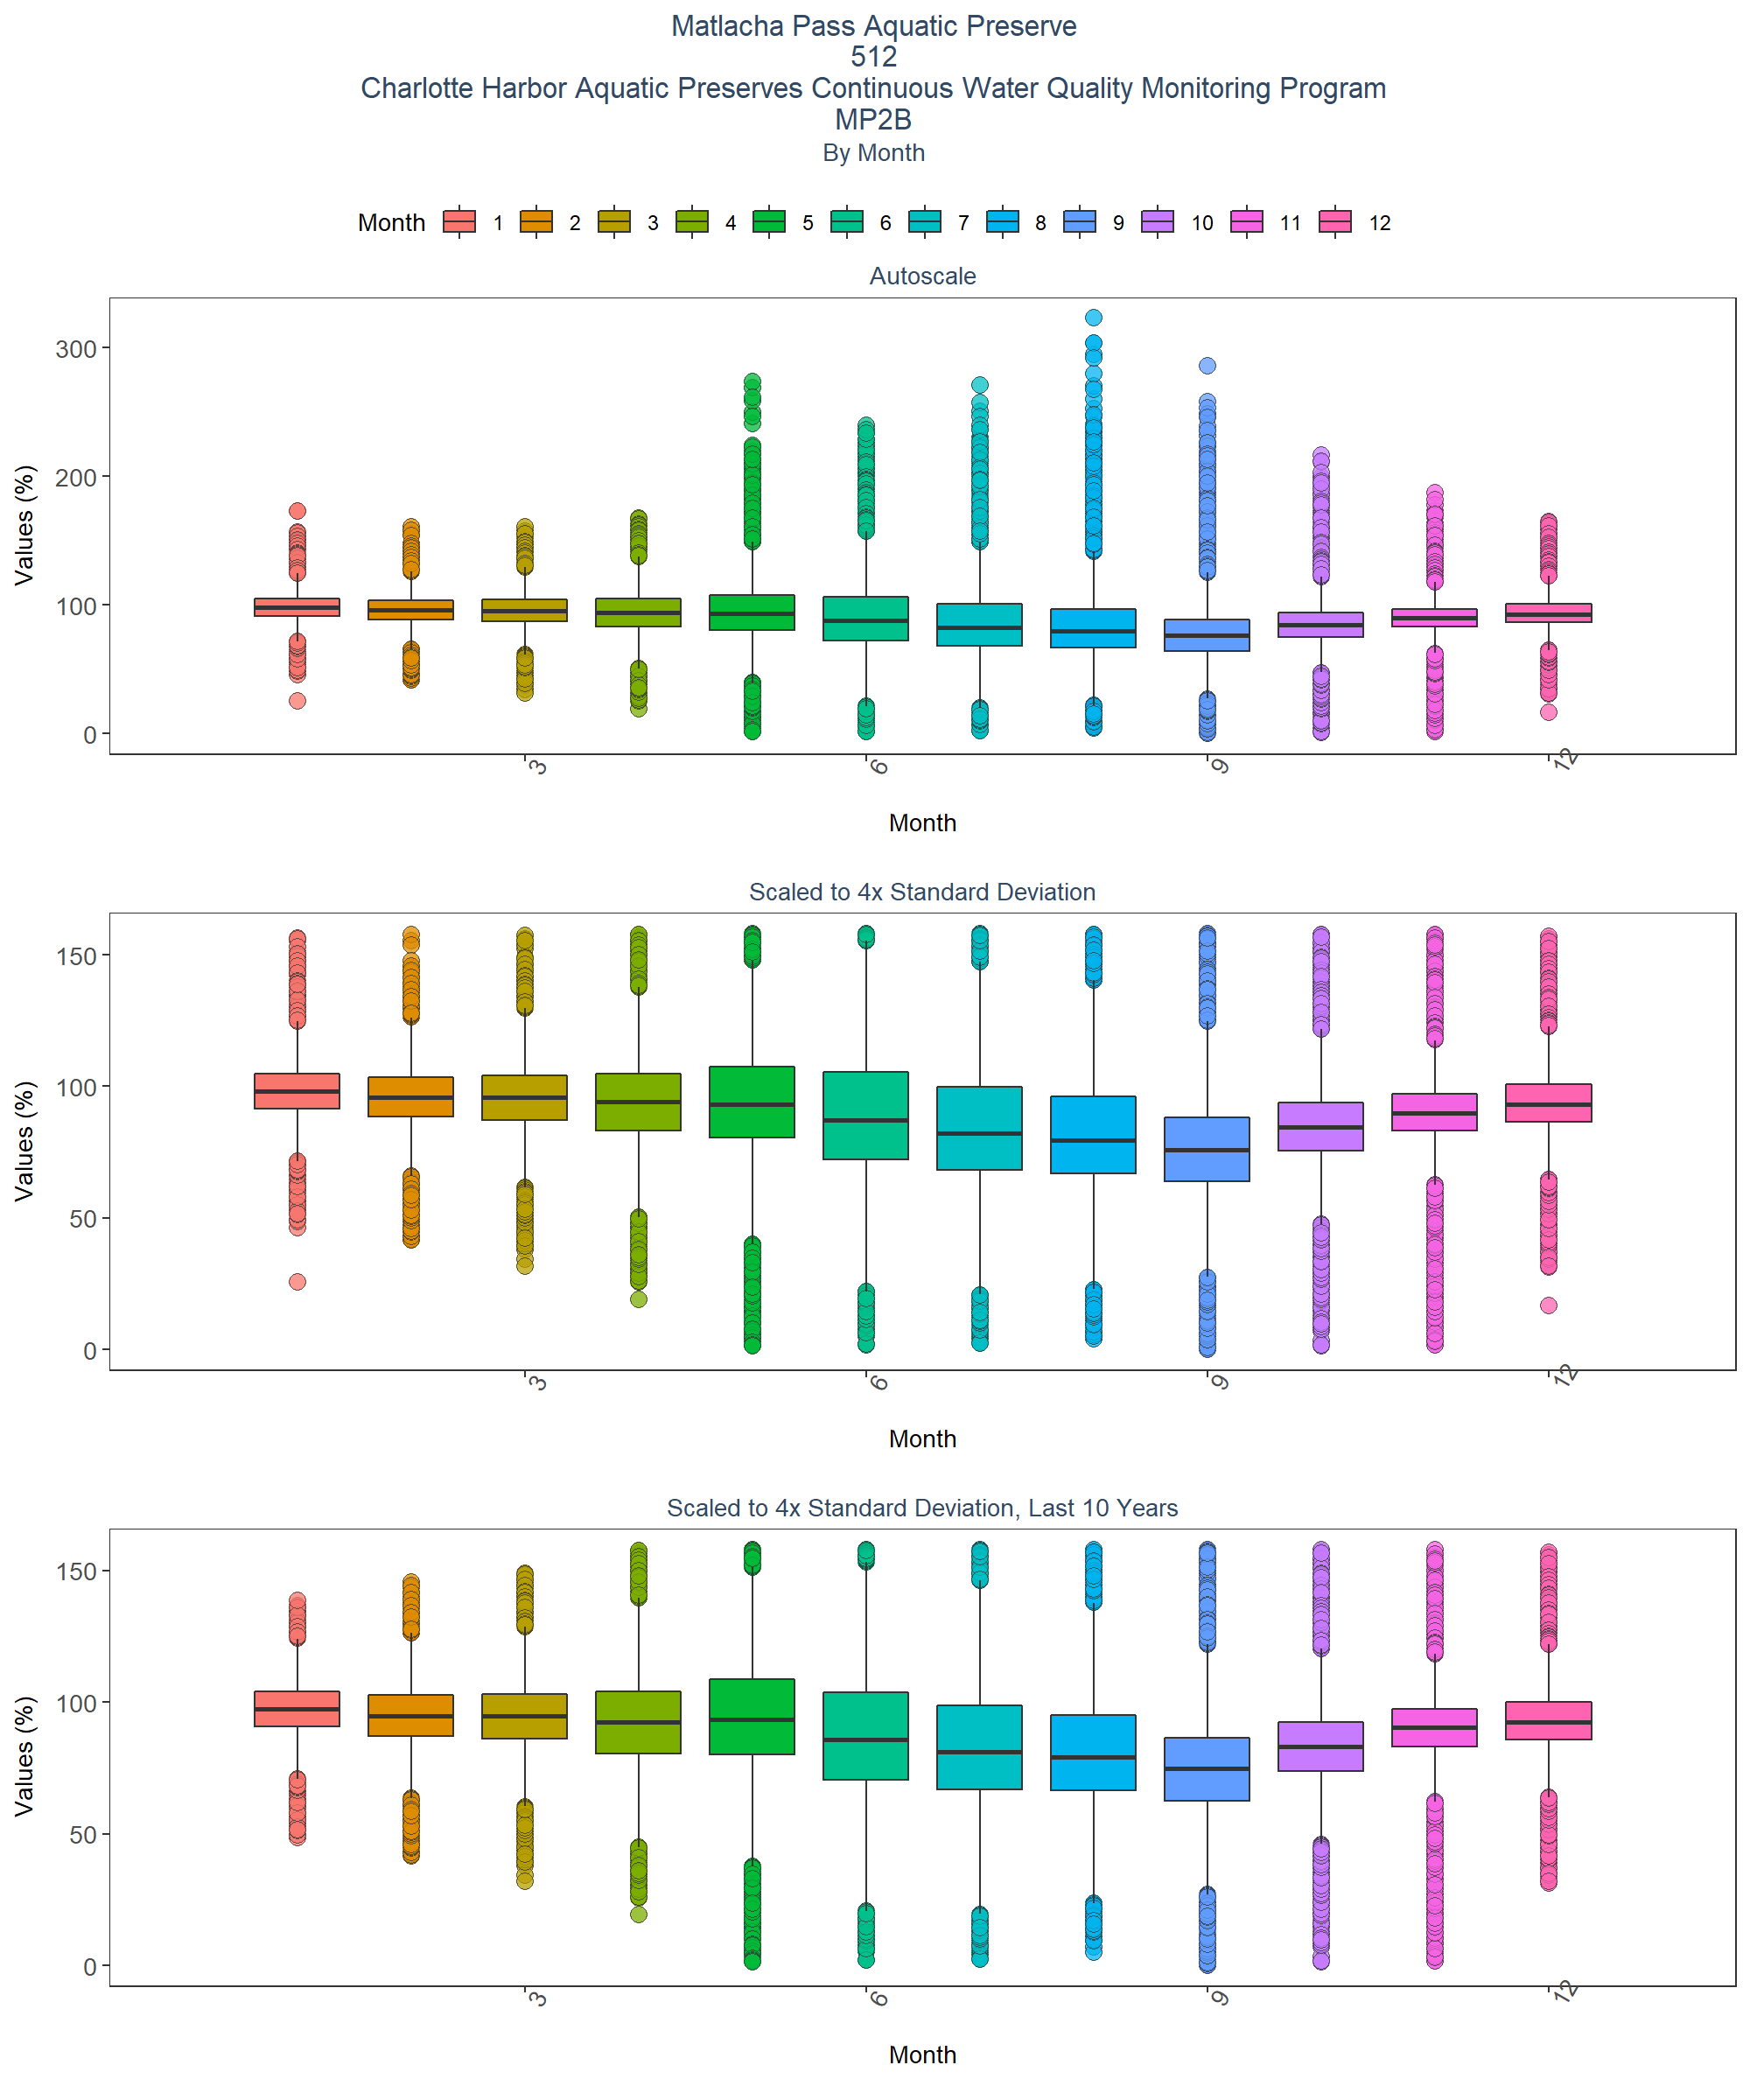 Matlacha Pass Aquatic Preserve
512
Charlotte Harbor Aquatic Preserves Continuous Water Quality Monitoring Program
MP2B
By Month
Month 1 2 3 4 5 6 7 8 9 10 11 12
Autoscale
Values (%)
300
200
100
0
3 6 9 12
Month
Scaled to 4x Standard Deviation
Values (%)
150
100
50
0
3 6 9 12
Month
Scaled to 4x Standard Deviation, Last 10 Years
Values (%)
150
100
50
0
3 6 9 12
Month